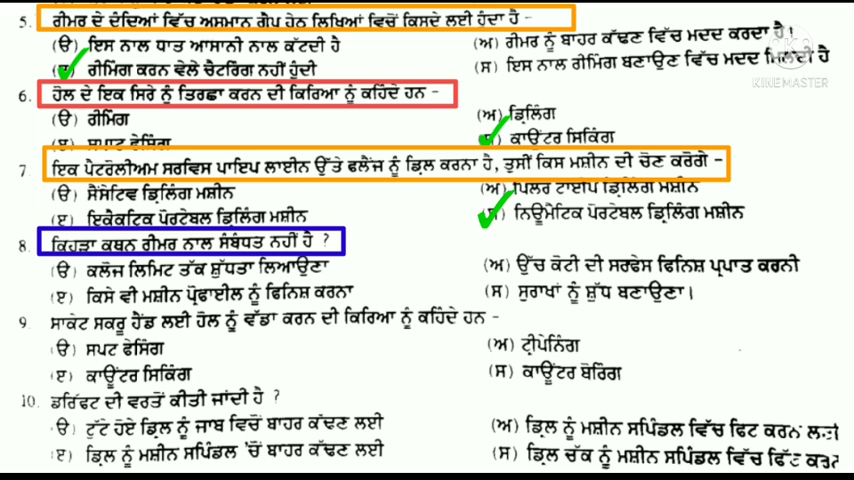 5. ਰੀਮਰ ਦੇ ਦੰਦਿਆਂ ਵਿੱਚ ਅਸਮਾਨ ਗੈਪ ਹੇਠ ਲਿਖਿਆਂ ਵਿਚੋਂ ਕਿਸਦੇ ਲਈ ਹੁੰਦਾ ਹੈ -
(ੳ) ਇਸ ਨਾਲ ਧਾਤ ਆਸਾਨੀ ਨਾਲ ਕੱਟਦੀ ਹੈ (ਅ) ਰੀਮਰ ਨੂੰ ਬਾਹਰ ਕੱਢਣ ਵਿੱਚ ਮਦਦ ਕਰਦਾ ਹੈ।
ਰੀਮਿੰਗ ਕਰਨ ਵੇਲੇ ਚੈਟਰਿੰਗ ਨਹੀਂ ਹੁੰਦੀ (ਸ) ਇਸ ਨਾਲ ਰੀਮਿੰਗ ਬਣਾਉਣ ਵਿੱਚ ਮਦਦ ਮਿਲਦੀ ਹੈ
KINEMASTER
6. ਹੋਲ ਦੇ ਇਕ ਸਿਰੇ ਨੂੰ ਤਿਰਛਾ ਕਰਨ ਦੀ ਕਿਰਿਆ ਨੂੰ ਕਹਿੰਦੇ ਹਨ -
(ੳ) ਰੀਮਿੰਗ (ਅ) ਡ੍ਰਿਲਿੰਗ
ਸਪਾਟ ਫੇਸਿੰਗ ਕਾਊਂਟਰ ਸਿਕਿੰਗ
7. ਇਕ ਪੈਟਰੋਲੀਅਮ ਸਰਵਿਸ ਪਾਇਪ ਲਾਈਨ ਉੱਤੇ ਫਲੈਂਜ ਨੂੰ ਡ੍ਰਿਲ ਕਰਨਾ ਹੈ, ਤੁਸੀਂ ਕਿਸ ਮਸ਼ੀਨ ਦੀ ਚੋਣ ਕਰੋਗੇ -
(ੳ) ਸੈਂਸੇਟਿਵ ਡ੍ਰਿਲਿੰਗ ਮਸ਼ੀਨ (ਅ) ਪਿਲਰ ਟਾਈਪ ਡ੍ਰਿਲਿੰਗ ਮਸ਼ੀਨ
(ੲ) ਇਕੈਕਟਿਕ ਪੋਰਟੇਬਲ ਡ੍ਰਿਲਿੰਗ ਮਸ਼ੀਨ ਨਿਊਮੈਟਿਕ ਪੋਰਟੇਬਲ ਡ੍ਰਿਲਿੰਗ ਮਸ਼ੀਨ
8. ਕਿਹੜਾ ਕਥਨ ਰੀਮਰ ਨਾਲ ਸੰਬੰਧਤ ਨਹੀਂ ਹੈ ?
(ੳ) ਕਲੋਜ ਲਿਮਿਟ ਤੱਕ ਸ਼ੁੱਧਤਾ ਲਿਆਉਣਾ (ਅ) ਉੱਚ ਕੋਟੀ ਦੀ ਸਰਫੇਸ ਫਿਨਿਸ਼ ਪ੍ਰਪਾਤ ਕਰਨੀ
(ੲ) ਕਿਸੇ ਵੀ ਮਸ਼ੀਨ ਪ੍ਰੋਫਾਈਲ ਨੂੰ ਫਿਨਿਸ਼ ਕਰਨਾ (ਸ) ਸੁਰਾਖਾਂ ਨੂੰ ਸ਼ੁੱਧ ਬਣਾਉਣਾ।
9. ਸਾਕੇਟ ਸਕਰੂ ਹੈਂਡ ਲਈ ਹੋਲ ਨੂੰ ਵੱਡਾ ਕਰਨ ਦੀ ਕਿਰਿਆ ਨੂੰ ਕਹਿੰਦੇ ਹਨ -
(ੳ) ਸਪਟ ਫੇਸਿੰਗ (ਅ) ਟ੍ਰੀਪੇਨਿੰਗ
(ੲ) ਕਾਊਂਟਰ ਸਿਕਿੰਗ (ਸ) ਕਾਊਂਟਰ ਬੋਰਿੰਗ
10. ਡਰਿੱਫਟ ਦੀ ਵਰਤੋਂ ਕੀਤੀ ਜਾਂਦੀ ਹੈ ?
(ੳ) ਟੁੱਟੇ ਹੋਏ ਡ੍ਰਿਲ ਨੂੰ ਜਾਬ ਵਿਚੋਂ ਬਾਹਰ ਕੱਢਣ ਲਈ (ਅ) ਡ੍ਰਿਲ ਨੂੰ ਮਸ਼ੀਨ ਸਪਿੰਡਲ ਵਿੱਚ ਫਿਟ ਕਰਨ ਲਈ
(ੲ) ਡ੍ਰਿਲ ਨੂੰ ਮਸ਼ੀਨ ਸਪਿੰਡਲ 'ਚੋਂ ਬਾਹਰ ਕੱਢਣ ਲਈ (ਸ) ਡ੍ਰਿਲ ਚੱਕ ਨੂੰ ਮਸ਼ੀਨ ਸਪਿੰਡਲ ਵਿੱਚ ਫਿੱਟ ਕਰਨ